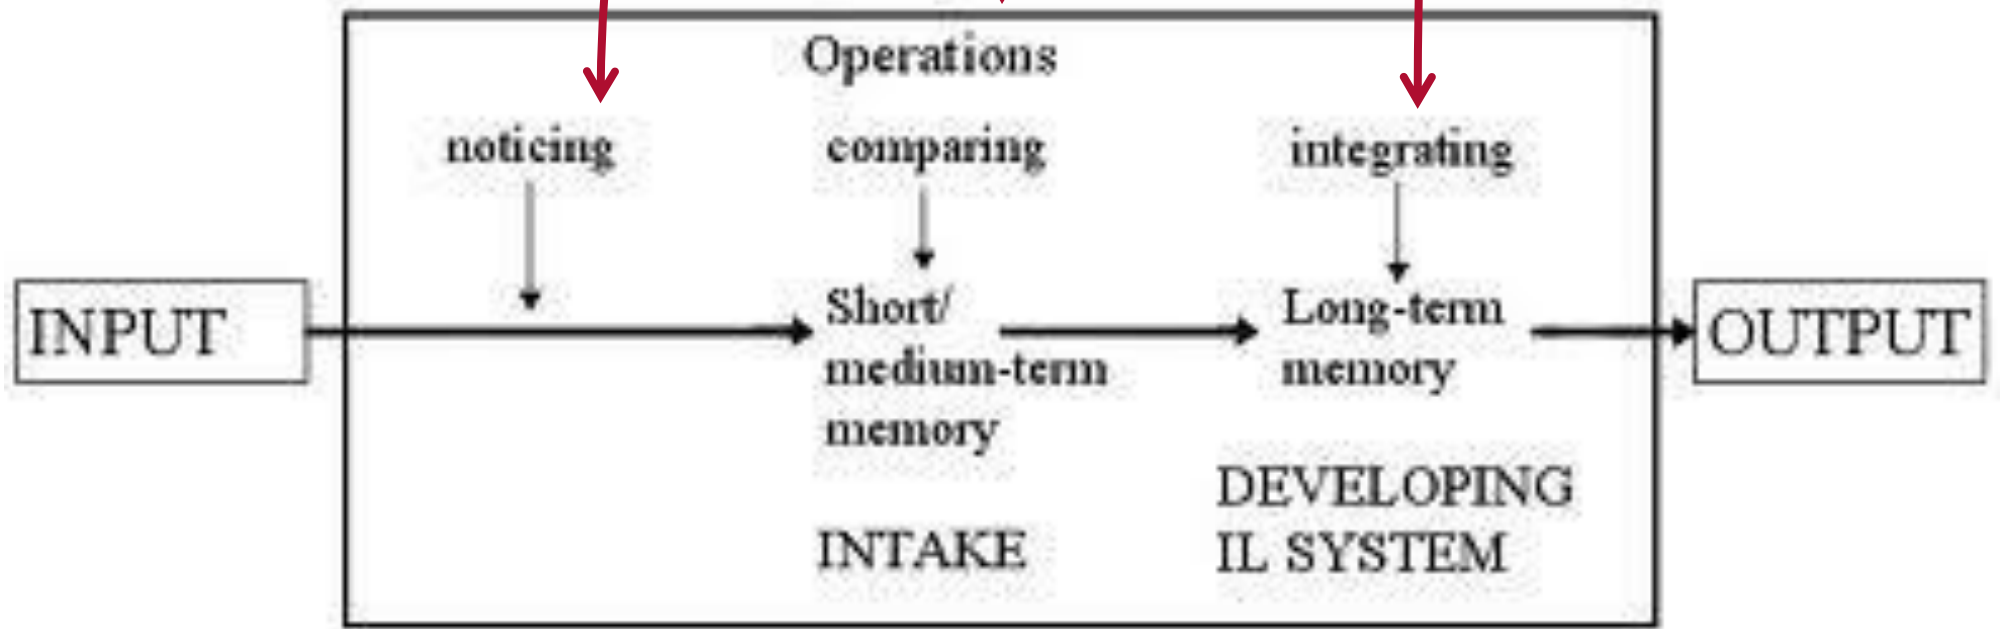 Operations
noticing
comparing
integrating
INPUT
Short/
medium-term
memory
Long-term
memory
OUTPUT
INTAKE
DEVELOPING
IL SYSTEM